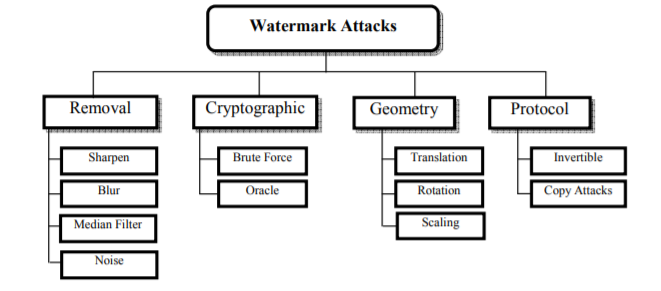 Watermark Attacks
Removal
Cryptographic
Geometry
Protocol
Sharpen
Blur
Median Filter
Noise
Brute Force
Oracle
Translation
Rotation
Scaling
Invertible
Copy Attacks